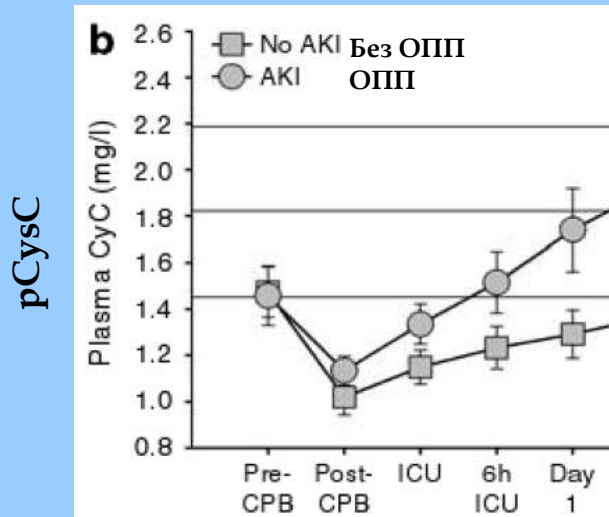 pCysC
b
No AKI Без ОПП
AKI ОПП
Plasma CyC (mg/l)
2.6
2.4
2.2
2.0
1.8
1.6
1.4
1.2
1.0
0.8
Pre-
CPB
Post-
CPB
ICU
6h
ICU
Day
1